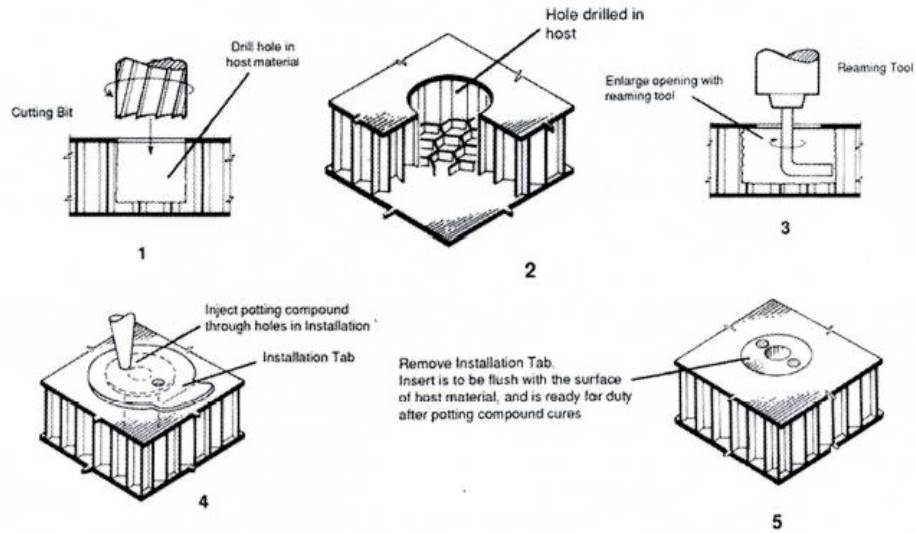 Drill hole in
host material
Cutting Bit
1
Hole drilled in
host
2
Reaming Tool
Enlarge opening with
reaming tool
3
Inject potting compound
through holes in Installation
Installation Tab
4
Remove Installation Tab.
Insert is to be flush with the surface
of host material, and is ready for duty
after potting compound cures
5